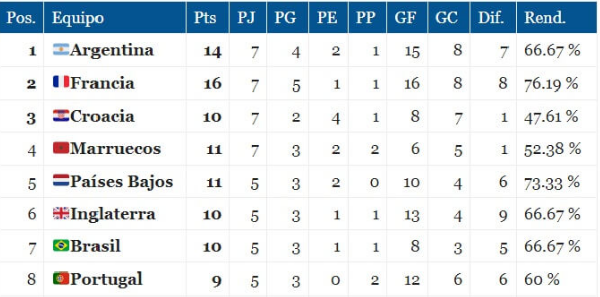 Pos. Equipo Pts PJ PG PE PP GF GC Dif. Rend.
1 Argentina 14 7 4 2 1 15 8 7 66.67 %
2 Francia 16 7 5 1 1 16 8 8 76.19 %
3 Croacia 10 7 2 4 1 8 7 1 47.61 %
4 Marruecos 11 7 3 2 2 6 5 1 52.38 %
5 Países Bajos 11 5 3 2 0 10 4 6 73.33 %
6 Inglaterra 10 5 3 1 1 13 4 9 66.67 %
7 Brasil 10 5 3 1 1 8 3 5 66.67 %
8 Portugal 9 5 3 0 2 12 6 6 60 %